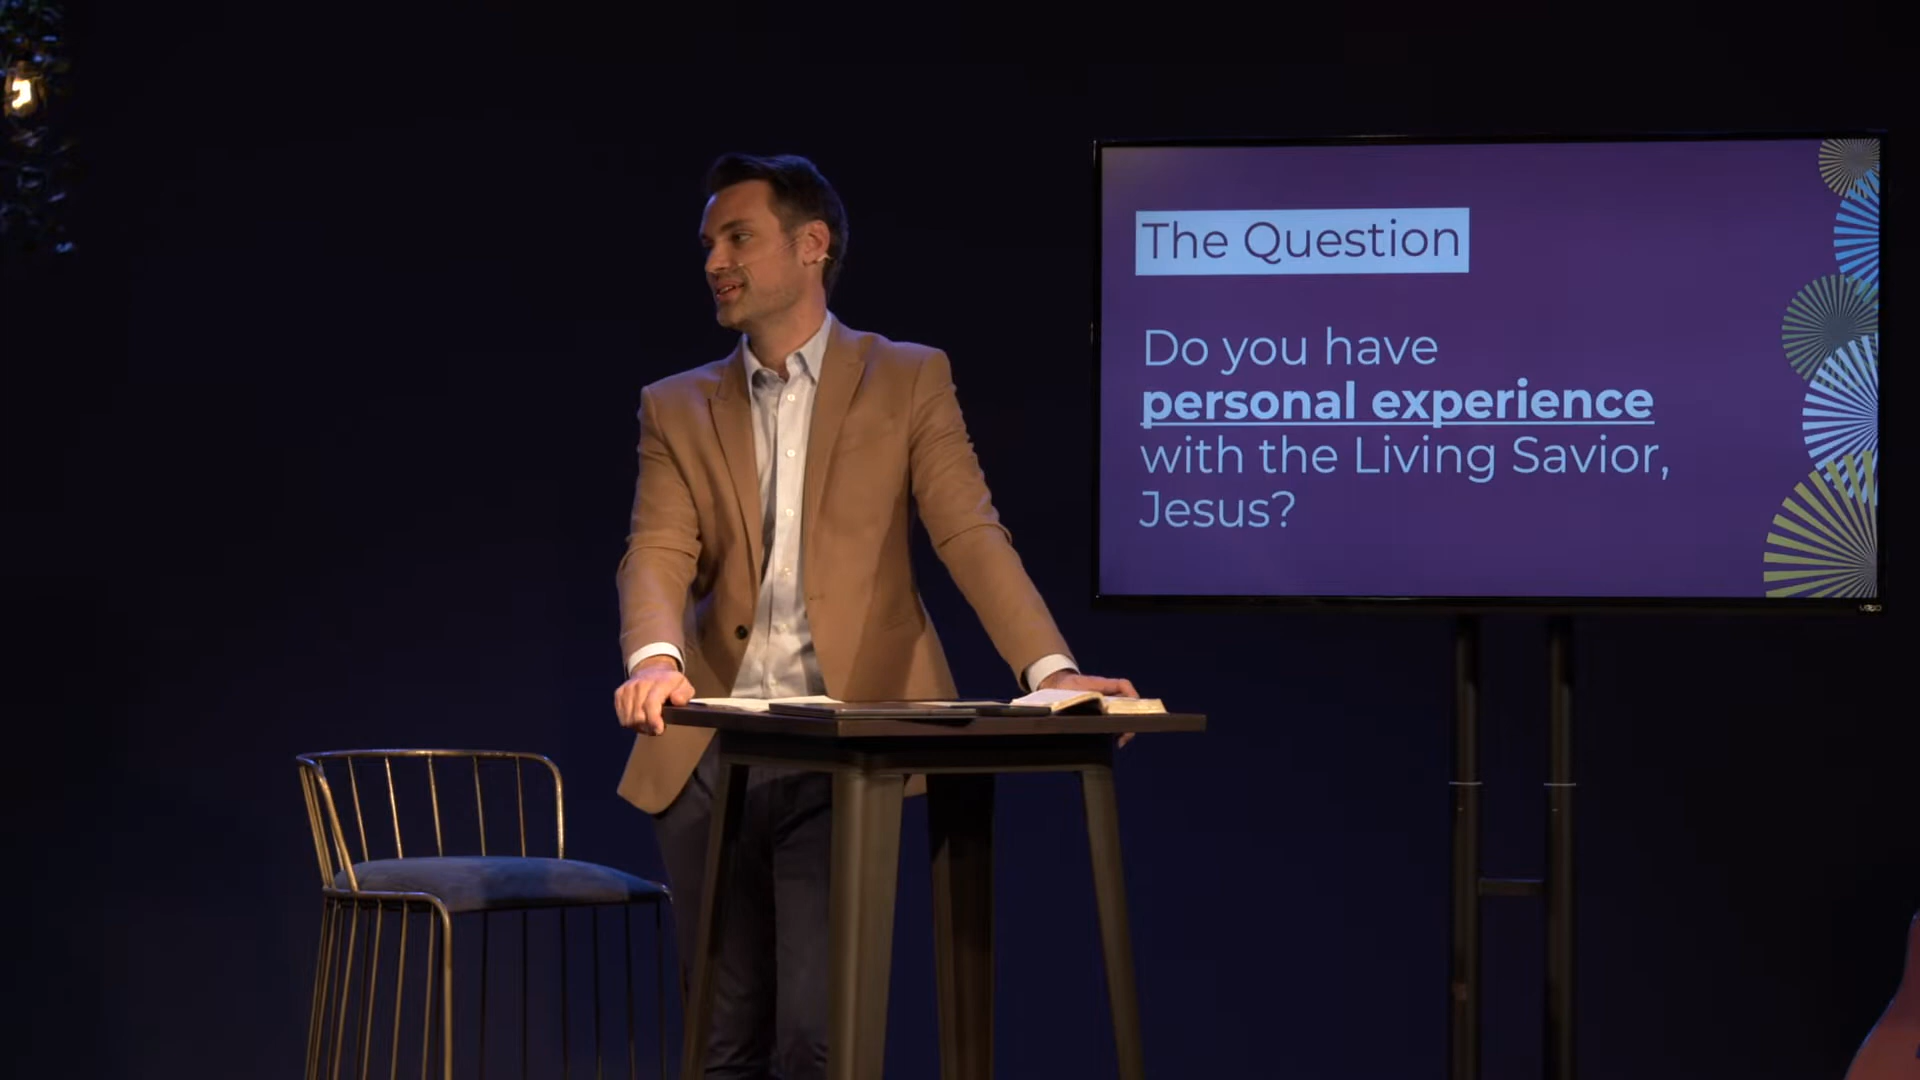 The Question
Do you have
personal experience
with the Living Savior,
Jesus?